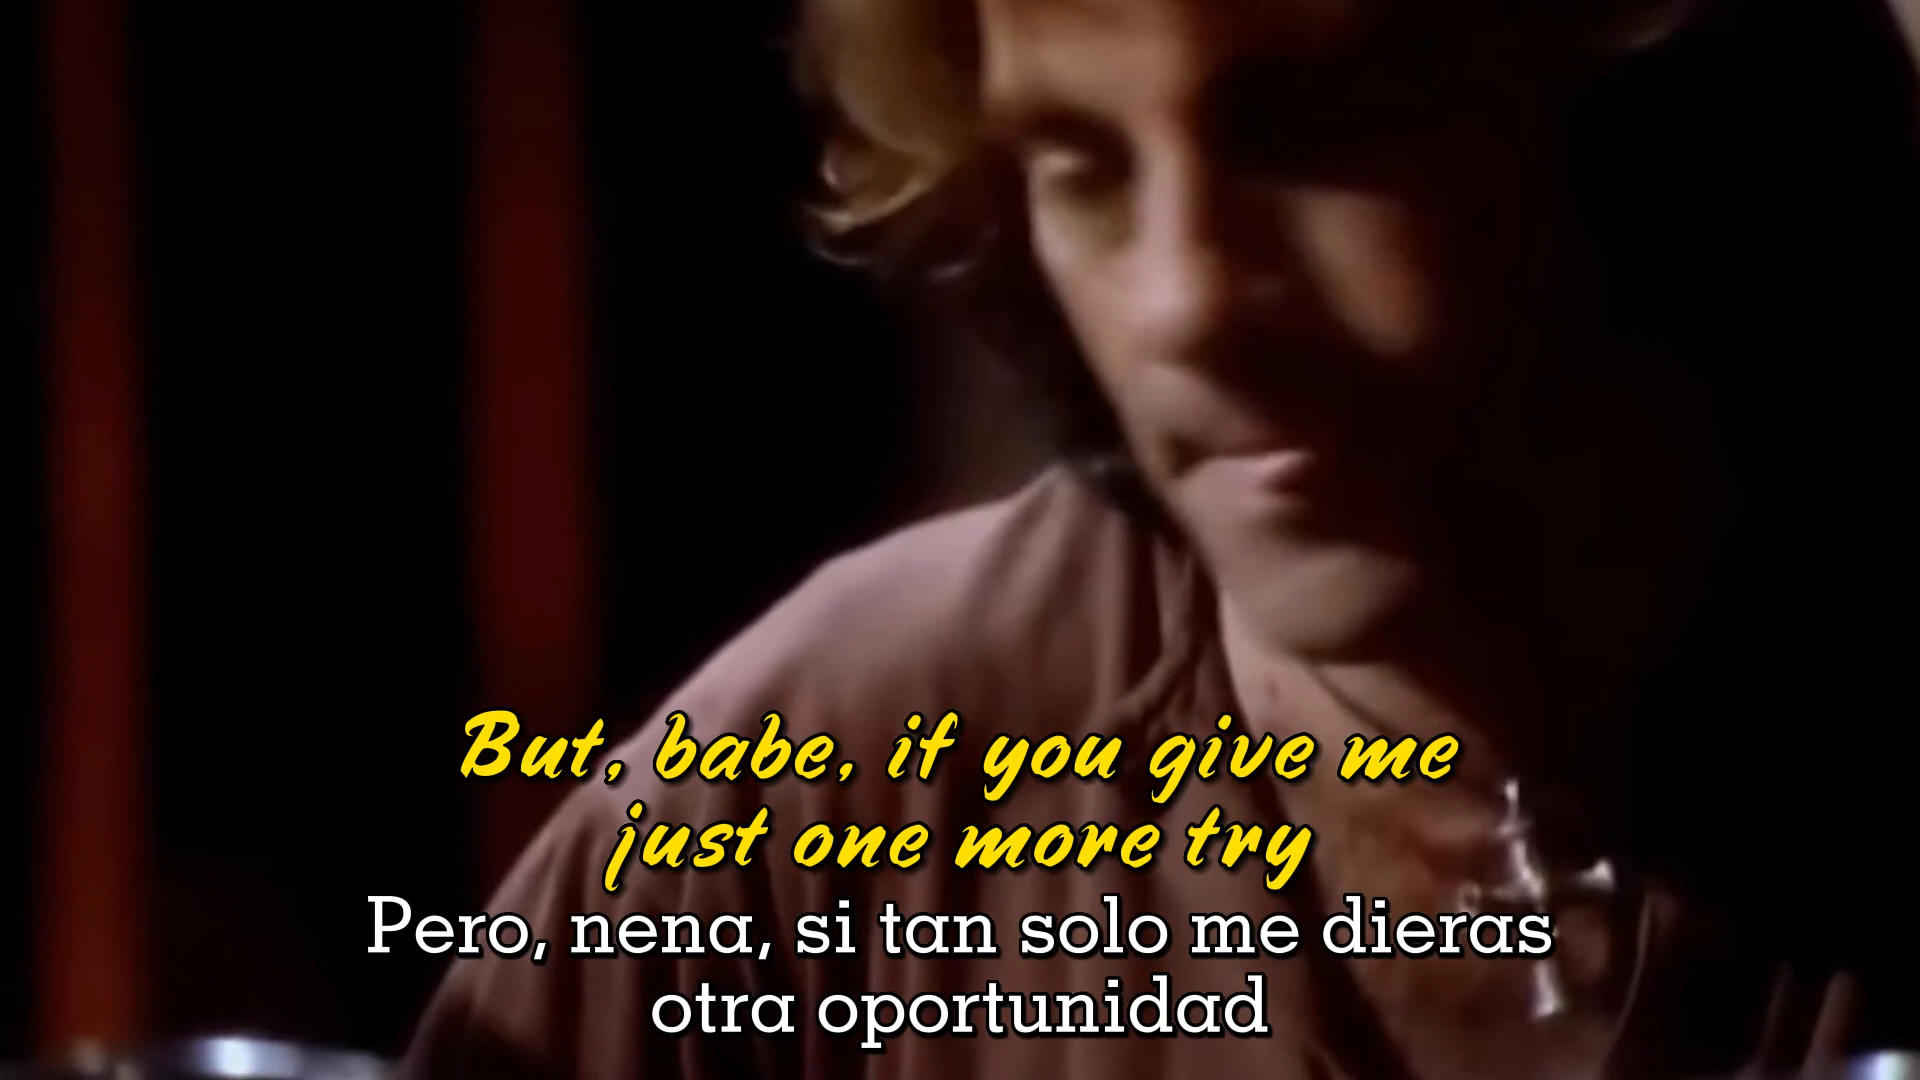 But, babe, if you give me
just one more try
Pero, nena, si tan solo me dieras
otra oportunidad